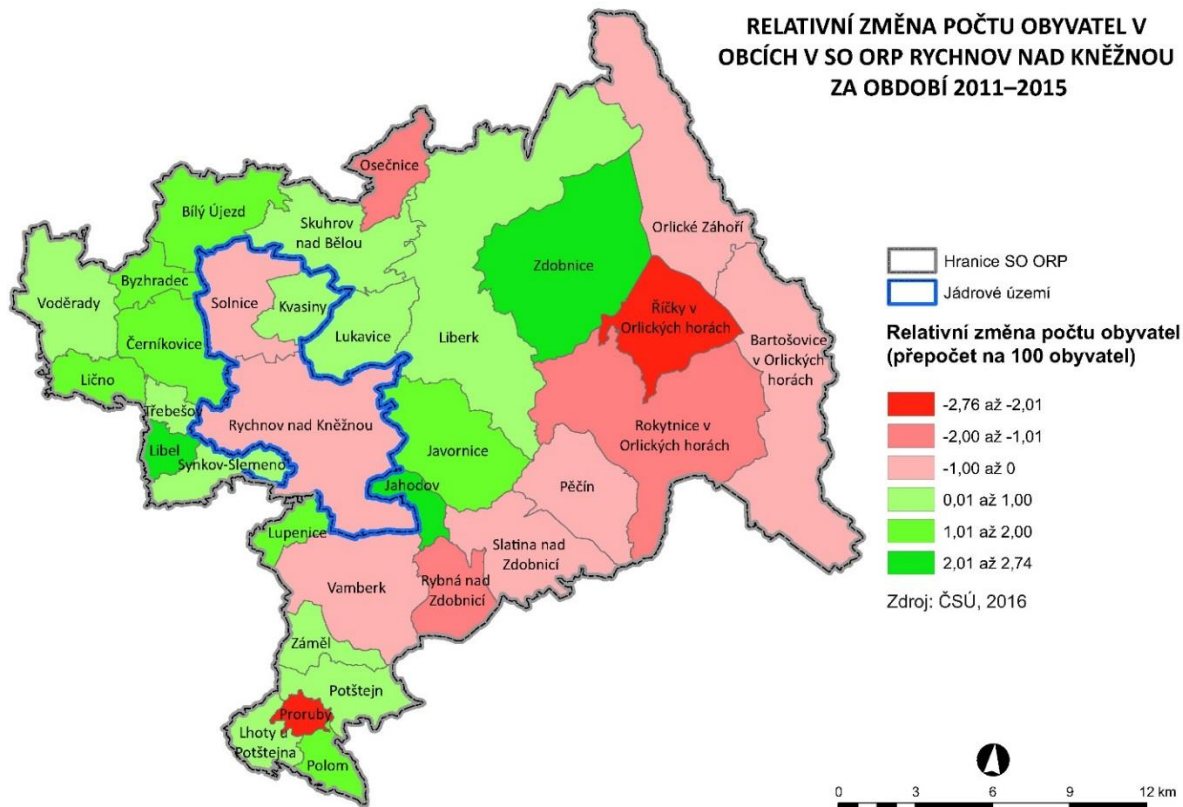 RELATIVNÍ ZMĚNA POČTU OBYVATEL V
OBCÍCH V SO ORP RYCHNOV NAD KNĚŽNOU
ZA OBDOBÍ 2011–2015
Osečnice
Bílý Újezd
Skuhrov
nad Bělou
Orlické Záhoří
Zdobnice
Byzhradec
Voděrady
Solnice
Kvasiny
Říčky v
Orlických horách
Lukavice
Liberk
Černíkovice
Bartošovice
v Orlických
horách
Lično
Třebešov
Rychnov nad Kněžnou
Rokytnice v
Orlických horách
Libel
Javornice
Synkov-Slemeno
Jahodov
Pěčín
Lupenice
Slatina nad
Zdobnicí
Vamberk
Rybná nad
Zdobnicí
Záměl
Potštejn
Proruby
Lhoty u
Potštejna
Polom
Hranice SO ORP
Jádrové území
Relativní změna počtu obyvatel
(přepočet na 100 obyvatel)
-2,76 až -2,01
-2,00 až -1,01
-1,00 až 0
0,01 až 1,00
1,01 až 2,00
2,01 až 2,74
Zdroj: ČSÚ, 2016
0 3 6 9 12 km